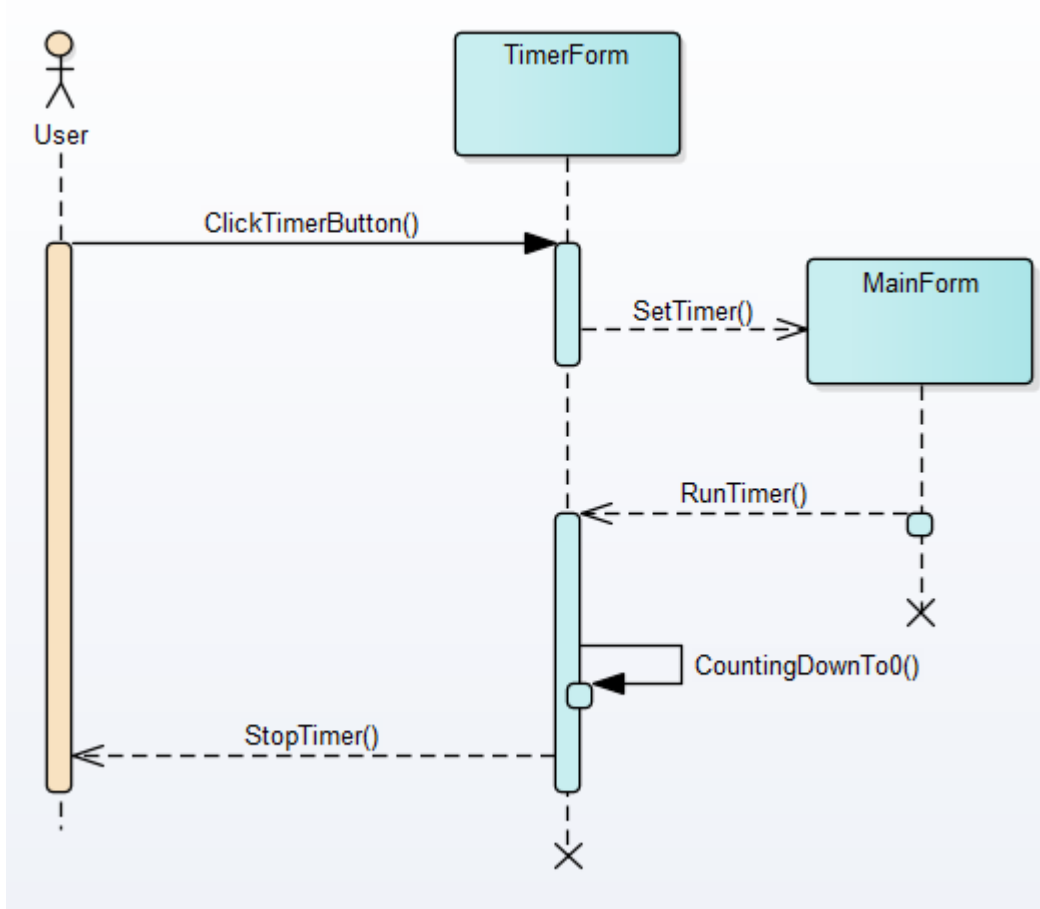 TimerForm
User
ClickTimerButton()
MainForm
SetTimer()
RunTimer()
CountingDownTo0()
StopTimer()